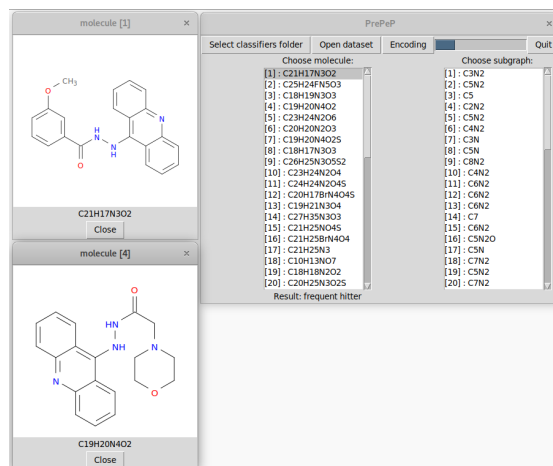 molecule [1] ×
CH3
O
N
H
N
H
O
N
C21H17N3O2
Close
molecule [4] ×
O
HN
NH
N
N
O
C19H20N4O2
Close
PrePeP ×
Select classifiers folder Open dataset Encoding Quit
Choose molecule: Choose subgraph:
[1] : C21H17N3O2 [1] : C3N2
[2] : C25H24FN5O3 [2] : C5N2
[3] : C18H19N3O3 [3] : C5
[4] : C19H20N4O2 [4] : C2N2
[5] : C23H24N2O6 [5] : C5N2
[6] : C20H20N2O3 [6] : C4N2
[7] : C19H20N4O2S [7] : C3N
[8] : C18H17N3O3 [8] : C5N
[9] : C26H25N3O5S2 [9] : C8N2
[10] : C23H24N2O4 [10] : C4N2
[11] : C24H24N2O4S [11] : C6N2
[12] : C20H17BrN4O4S [12] : C6N2
[13] : C19H21N3O4 [13] : C6N2
[14] : C27H35N3O3 [14] : C7
[15] : C21H25NO4S [15] : C6N2
[16] : C21H25BrN4O4 [16] : C5N2O
[17] : C21H25N3 [17] : C5N
[18] : C10H13NO7 [18] : C7N2
[19] : C18H18N2O2 [19] : C5N2
[20] : C20H25N3O2S [20] : C7N2
Result: frequent hitter